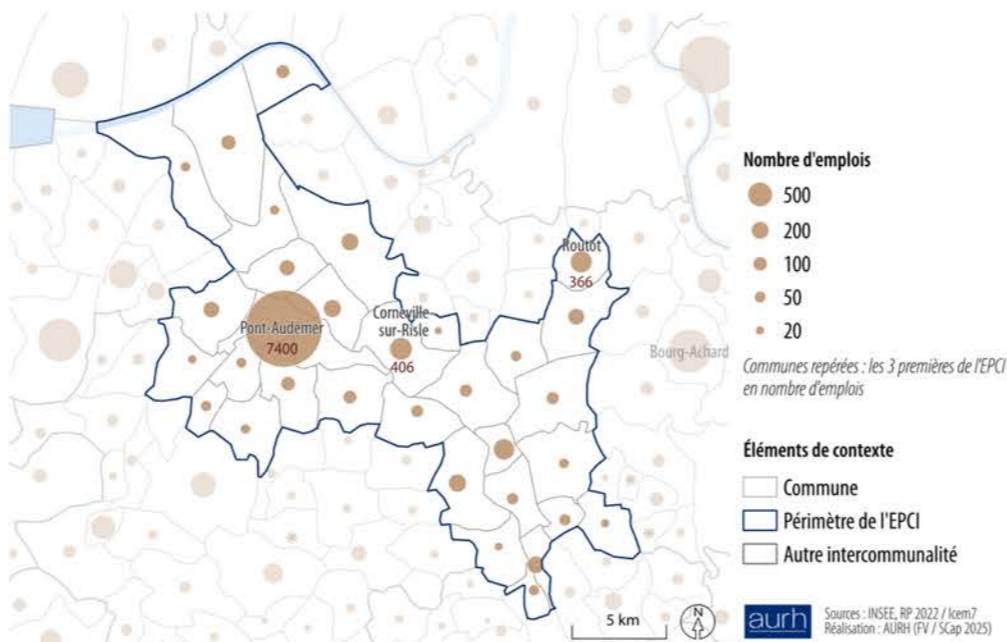 Routot
366
Corneville
sur-Risle
406
Pont-Audemer
7400
Bourg-Achard
5 km
N
Nombre d'emplois
500
200
100
50
20
Communes repérées : les 3 premières de l'EPCI
en nombre d'emplois
Éléments de contexte
Commune
Périmètre de l'EPCI
Autre intercommunalité
aurh
Sources : INSEE, RP 2022 / Icem7
Réalisation : AURH (FV / SCap 2025)